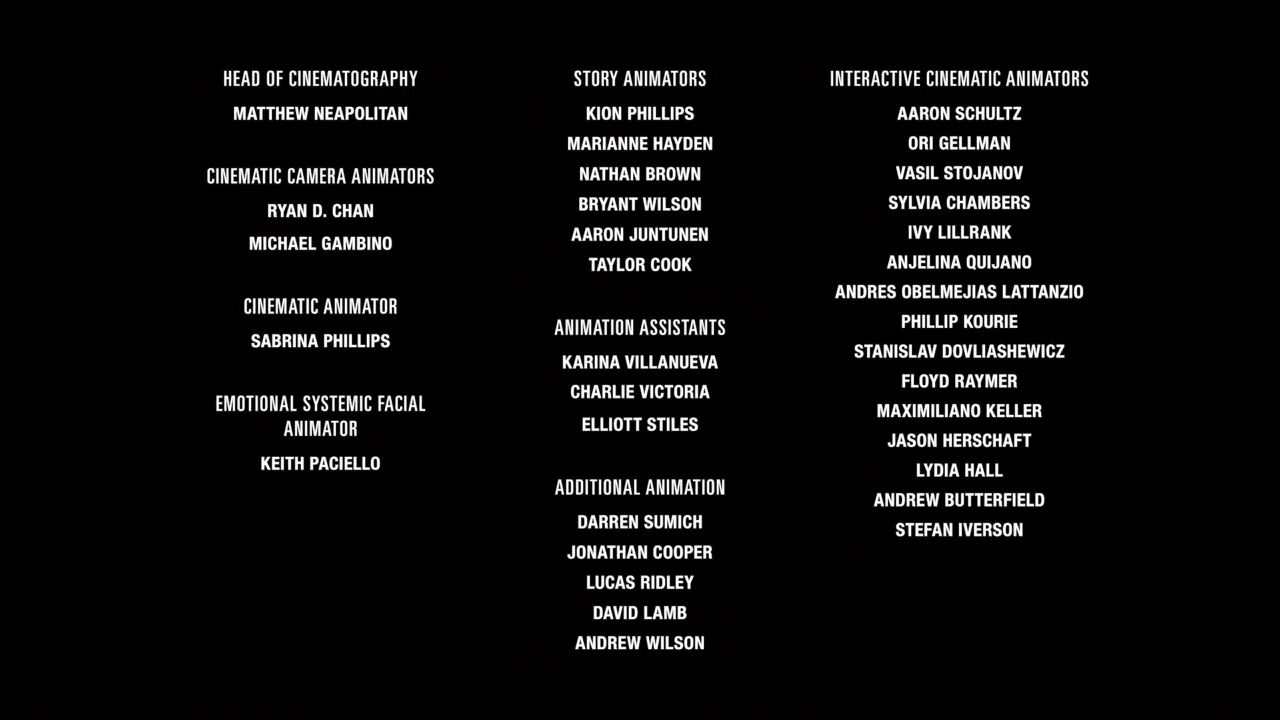 HEAD OF CINEMATOGRAPHY
MATTHEW NEAPOLITAN
CINEMATIC CAMERA ANIMATORS
RYAN D. CHAN
MICHAEL GAMBINO
CINEMATIC ANIMATOR
SABRINA PHILLIPS
EMOTIONAL SYSTEMIC FACIAL
ANIMATOR
KEITH PACIELLO
STORY ANIMATORS
KION PHILLIPS
MARIANNE HAYDEN
NATHAN BROWN
BRYANT WILSON
AARON JUNTUNEN
TAYLOR COOK
ANIMATION ASSISTANTS
KARINA VILLANUEVA
CHARLIE VICTORIA
ELLIOTT STILES
ADDITIONAL ANIMATION
DARREN SUMICH
JONATHAN COOPER
LUCAS RIDLEY
DAVID LAMB
ANDREW WILSON
INTERACTIVE CINEMATIC ANIMATORS
AARON SCHULTZ
ORI GELLMAN
VASIL STOJANOV
SYLVIA CHAMBERS
IVY LILLRANK
ANJELINA QUIJANO
ANDRES OBELMEJIAS LATTANZIO
PHILLIP KOURIE
STANISLAV DOVLIASHEWICZ
FLOYD RAYMER
MAXIMILIANO KELLER
JASON HERSCHAFT
LYDIA HALL
ANDREW BUTTERFIELD
STEFAN IVERSON